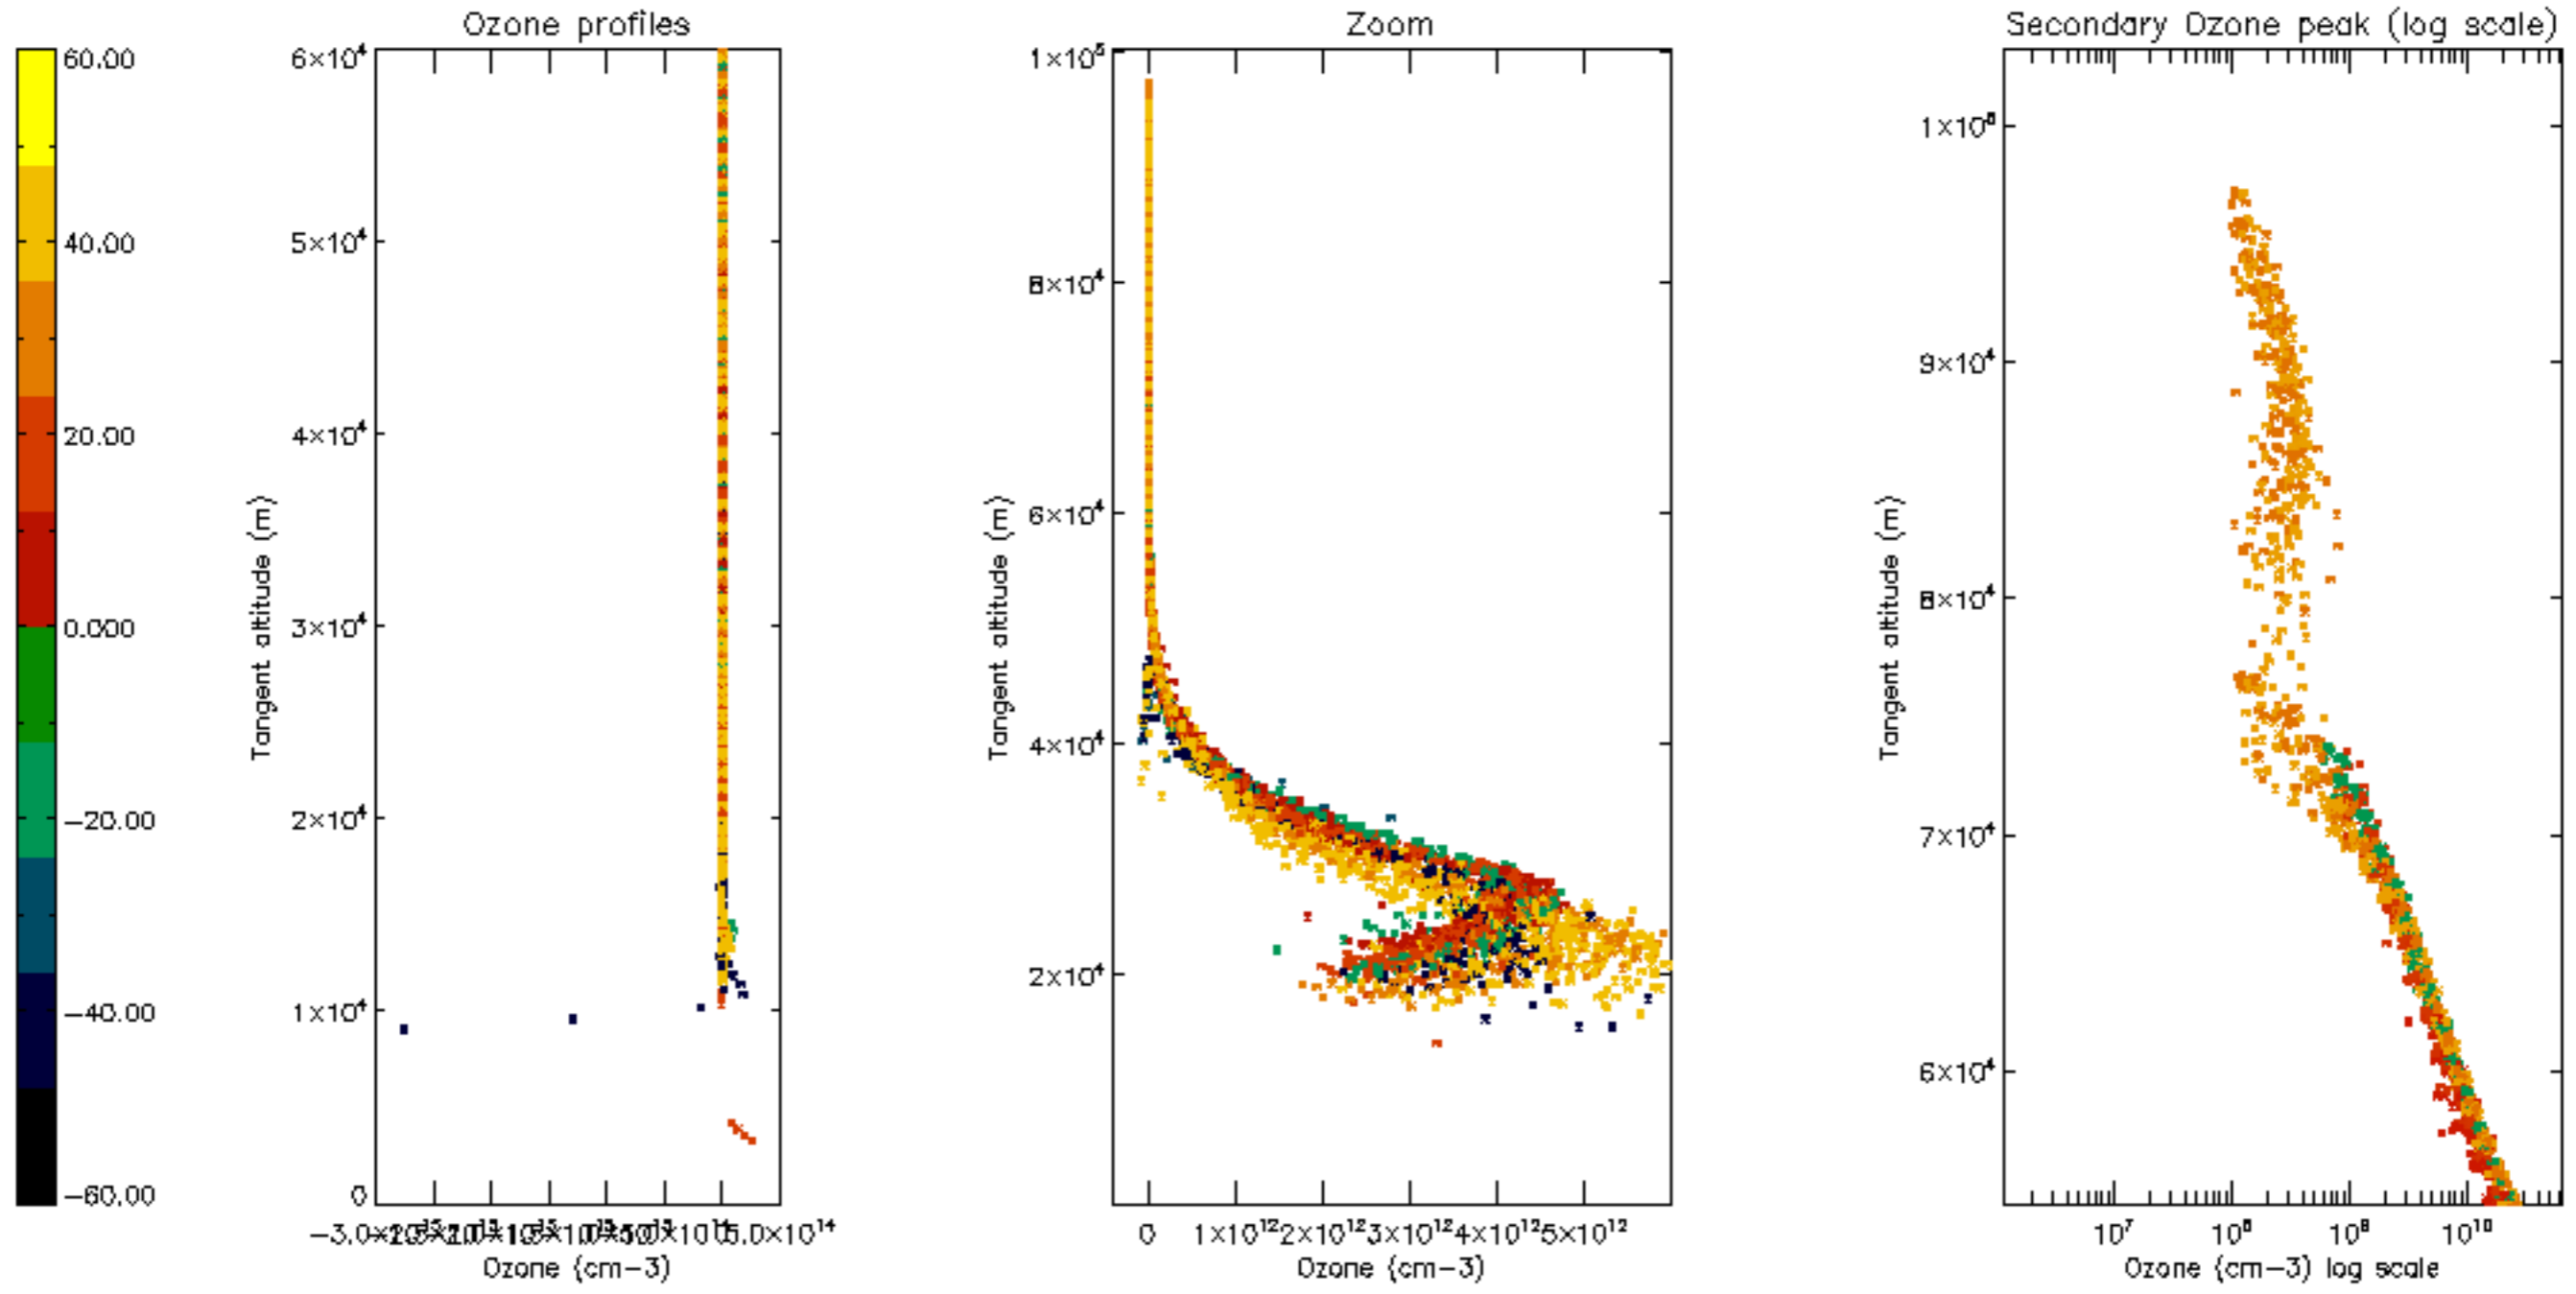 Ozone profiles
Zoom
Secondary Ozone peak (log scale)
60.00
40.00
20.00
0.000
−20.00
−40.00
−60.00
Tangent altitude (m)
6×10⁴
5×10⁴
4×10⁴
3×10⁴
2×10⁴
1×10⁴
0
5.0×10¹⁴
Ozone (cm−3)
Tangent altitude (m)
1×10⁵
8×10⁴
6×10⁴
4×10⁴
2×10⁴
0 1×10¹² 2×10¹² 3×10¹² 4×10¹² 5×10¹²
Ozone (cm−3)
Tangent altitude (m)
1×10⁵
9×10⁴
8×10⁴
7×10⁴
6×10⁴
10⁷ 10⁸ 10⁹ 10¹⁰
Ozone (cm−3) log scale